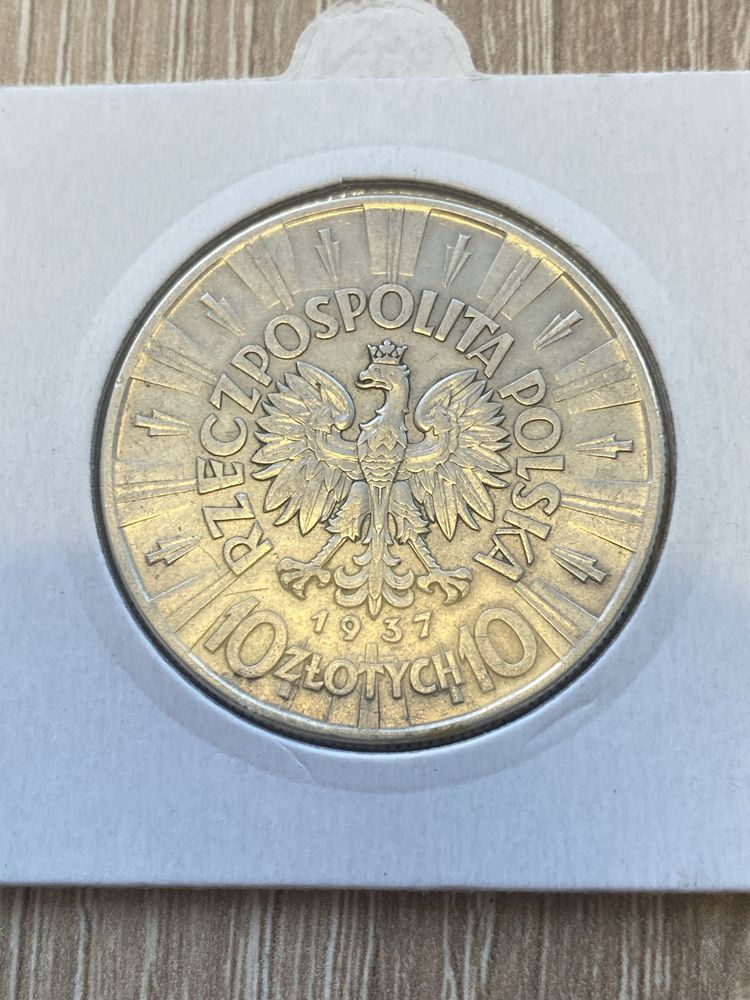 RZECZPOSPOLITA POLSKA
1937
10 ZŁOTYCH 10